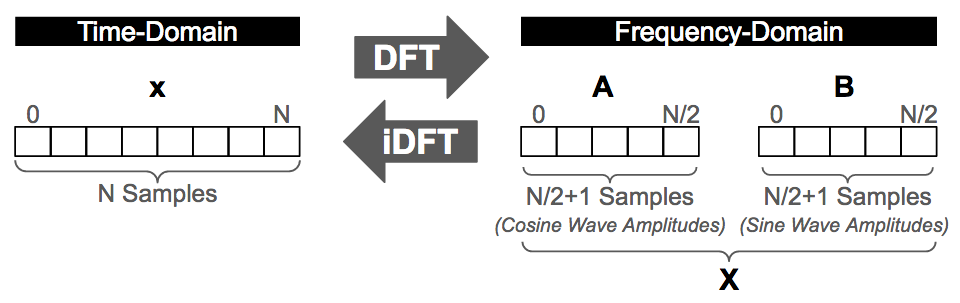 Time-Domain
DFT
Frequency-Domain
x
A
B
0 N
iDFT
0 N/2
0 N/2
N Samples
N/2+1 Samples
(Cosine Wave Amplitudes)
N/2+1 Samples
(Sine Wave Amplitudes)
X